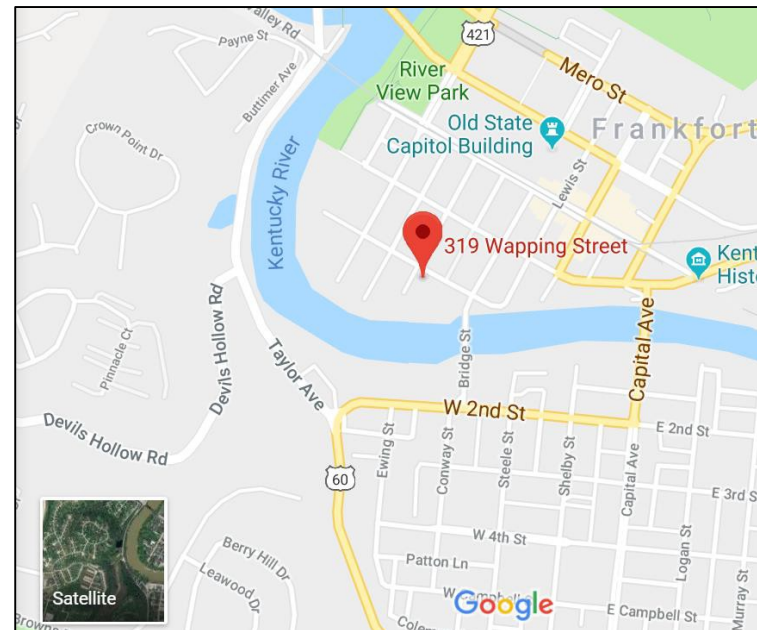 Valley Rd
Payne St
Buttimer Ave
421
River
View Park
Mero St
Crown Point Dr
Old State
Capitol Building
Frankfort
Lewis St
Kentucky River
319 Wapping Street
Kent
Histo
Devils Hollow Rd
Pinnacle Ct
Taylor Ave
Bridge St
Capital Ave
W 2nd St
E 2nd St
Devils Hollow Rd
60
Ewing St
Conway St
Steele St
Shelby St
Capital Ave
E 3rd S
W 4th St
Logan St
Murray St
Patton Ln
Berry Hill Dr
Leawood Dr
W Campbell S
E Campbell St
Satellite
Google